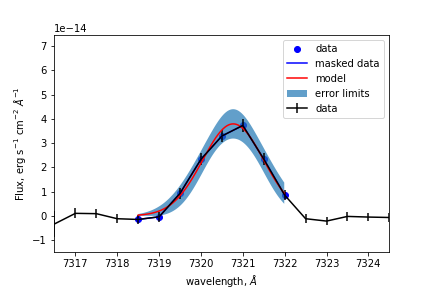 1e−14
data
masked data
model
error limits
data
7
6
5
4
3
2
1
0
−1
Flux, erg s⁻¹ cm⁻² Å⁻¹
7317 7318 7319 7320 7321 7322 7323 7324
wavelength, Å